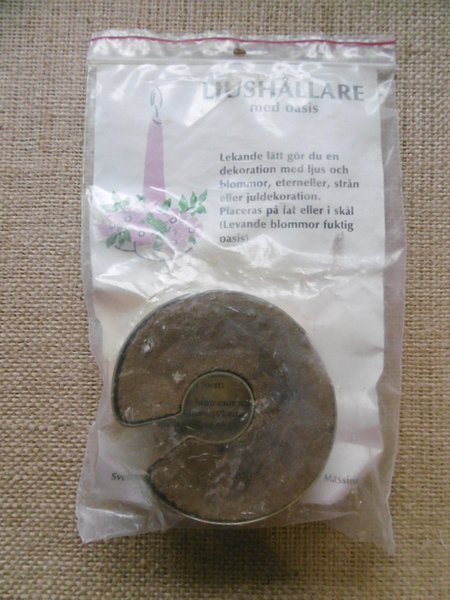 LJUSHÅLLARE
med oasis
Lekande lätt gör du en
dekoration med ljus och
blommor, eterneller, strån
eller juldekoration.
Placeras på fat eller i skål
(Levande blommor fuktig
oasis)